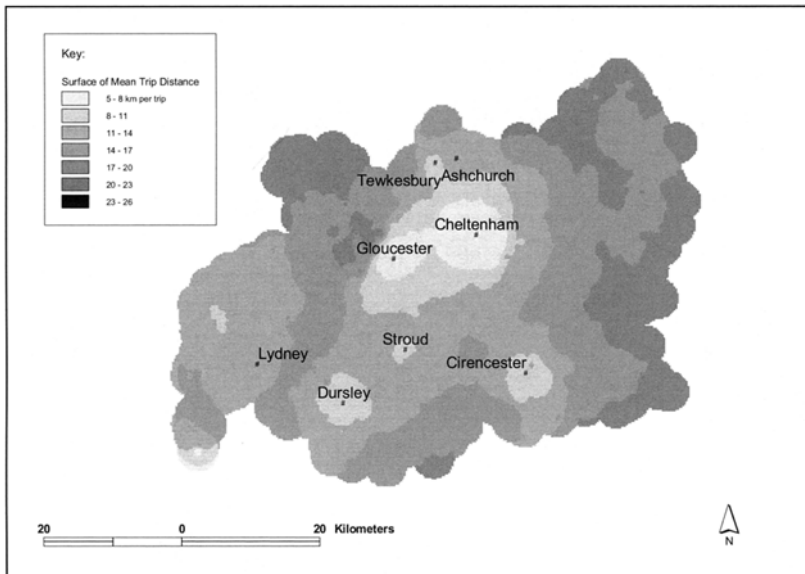 Key:
Surface of Mean Trip Distance
5 - 8 km per trip
8 - 11
11 - 14
14 - 17
17 - 20
20 - 23
23 - 26
Tewkesbury
Ashchurch
Cheltenham
Gloucester
Stroud
Cirencester
Lydney
Dursley
20 0 20 Kilometers
N